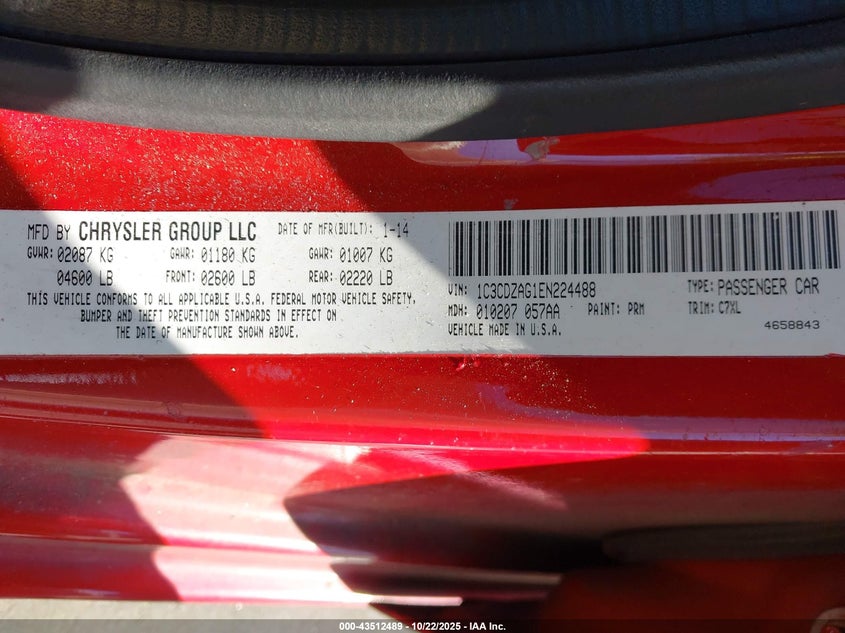 MFD BY CHRYSLER GROUP LLC DATE OF MFR(BUILT): 1-14
GVWR: 02087 KG GAWR: 01180 KG GAWR: 01007 KG
04600 LB FRONT: 02600 LB REAR: 02220 LB
THIS VEHICLE CONFORMS TO ALL APPLICABLE U.S.A. FEDERAL MOTOR VEHICLE SAFETY,
BUMPER AND THEFT PREVENTION STANDARDS IN EFFECT ON
THE DATE OF MANUFACTURE SHOWN ABOVE.
VIN: 1C3CDZAG1EN224488 TYPE: PASSENGER CAR
MDH: 010207 057AA PAINT: PRM TRIM: C7XL
VEHICLE MADE IN U.S.A. 4658843
000-43512489 - 10/22/2025 - IAA Inc.